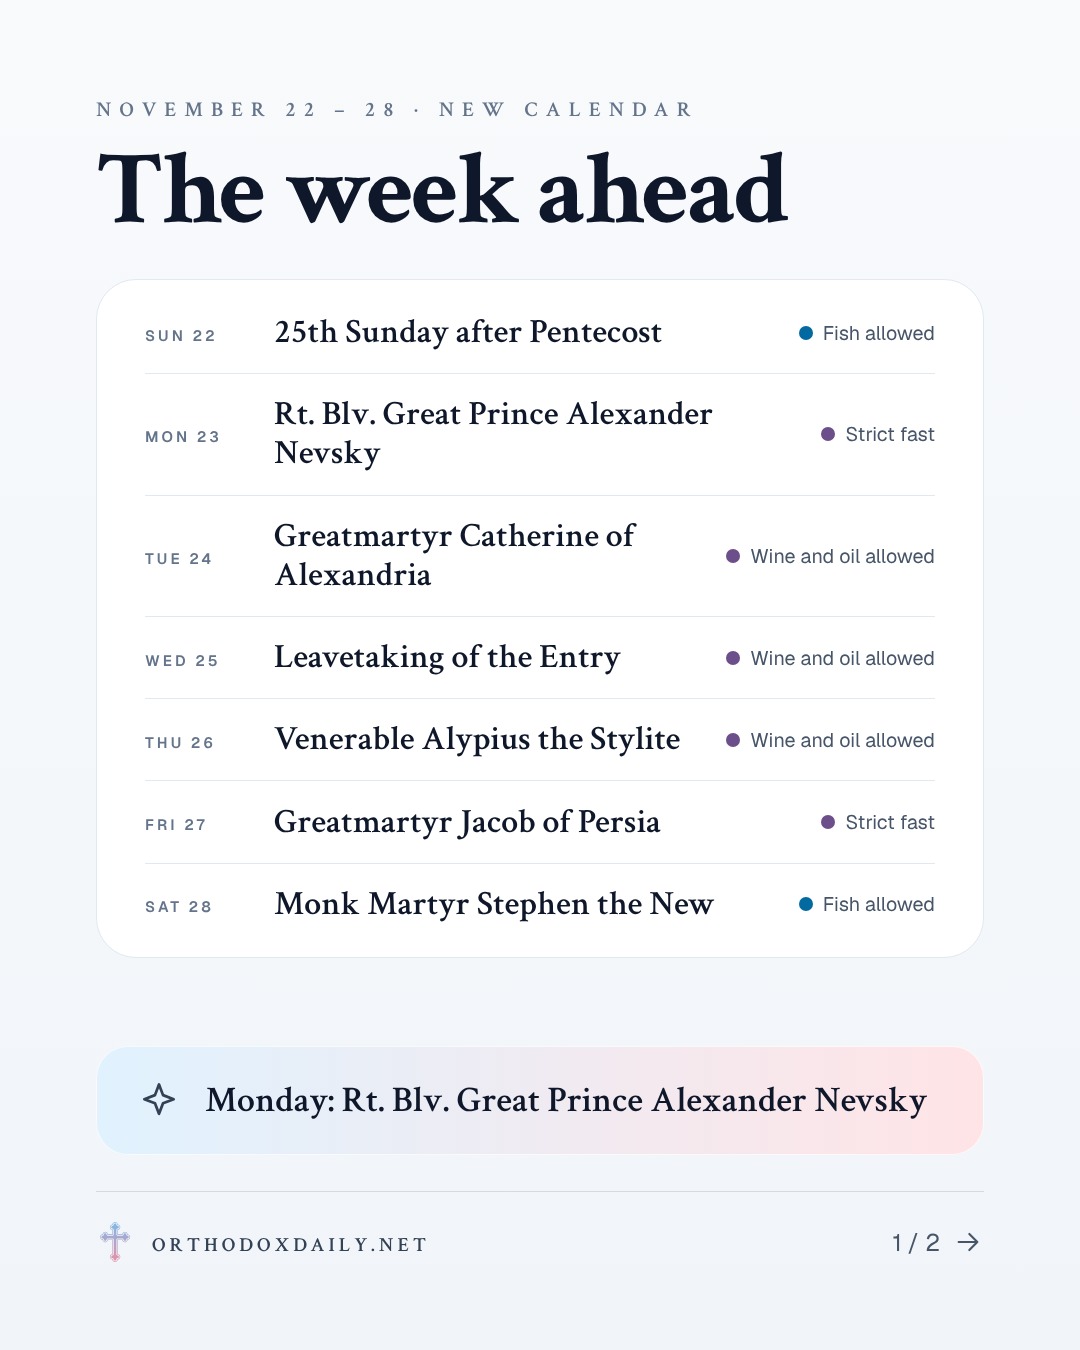 NOVEMBER 22 – 28 · NEW CALENDAR
The week ahead
SUN 22 25th Sunday after Pentecost Fish allowed
MON 23 Rt. Blv. Great Prince Alexander
Nevsky Strict fast
TUE 24 Greatmartyr Catherine of
Alexandria Wine and oil allowed
WED 25 Leavetaking of the Entry Wine and oil allowed
THU 26 Venerable Alypius the Stylite Wine and oil allowed
FRI 27 Greatmartyr Jacob of Persia Strict fast
SAT 28 Monk Martyr Stephen the New Fish allowed
Monday: Rt. Blv. Great Prince Alexander Nevsky
ORTHODOXDAILY.NET 1 / 2 →